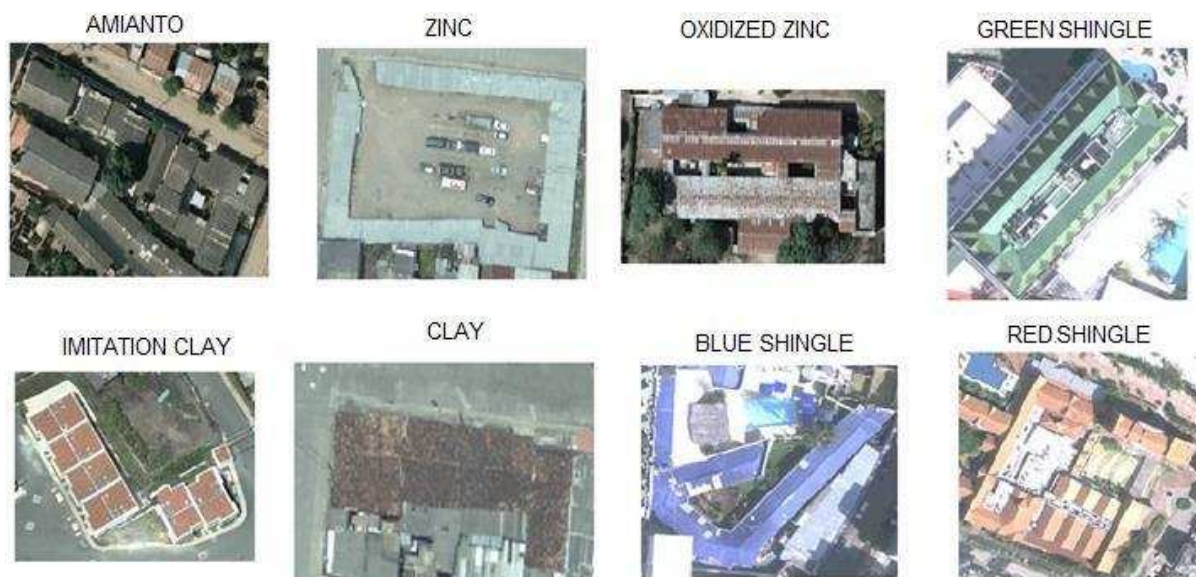 AMIANTO
ZINC
OXIDIZED ZINC
GREEN SHINGLE
IMITATION CLAY
CLAY
BLUE SHINGLE
RED SHINGLE